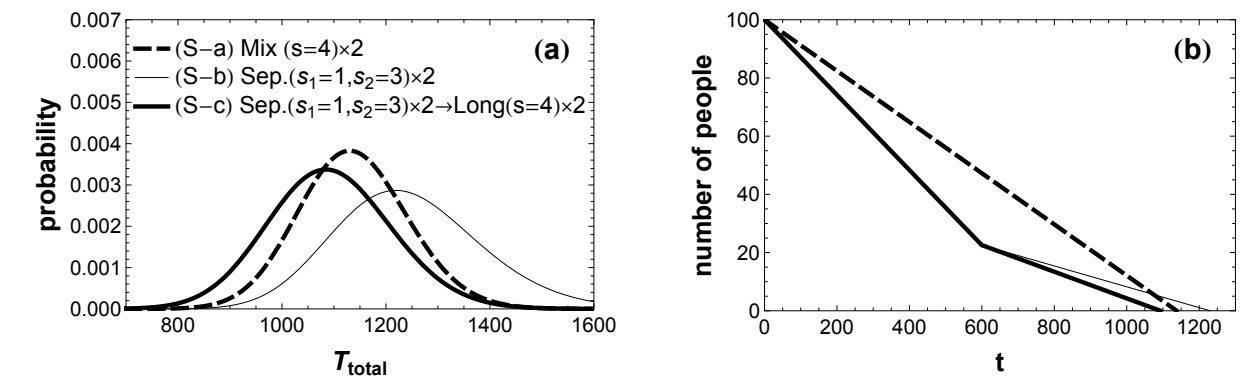 0.007
0.006
0.005
0.004
0.003
0.002
0.001
0.000
probability
(S−a) Mix (s=4)×2
(S−b) Sep.(s₁=1,s₂=3)×2
(S−c) Sep.(s₁=1,s₂=3)×2→Long(s=4)×2
(a)
800 1000 1200 1400 1600
T_total
100
80
60
40
20
0
number of people
(b)
0 200 400 600 800 1000 1200
t